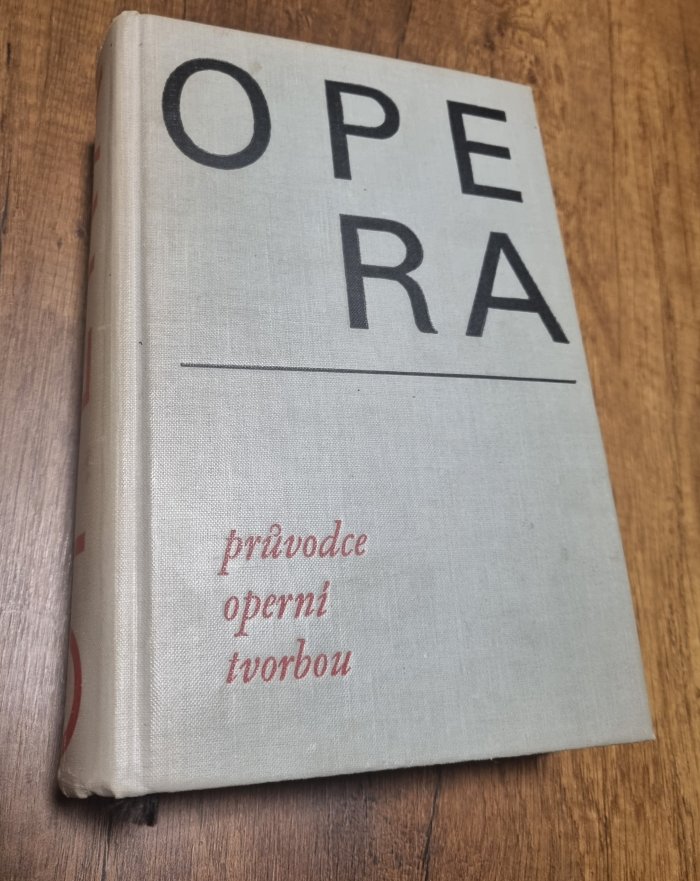 OPE
RA
průvodce
operní
tvorbou